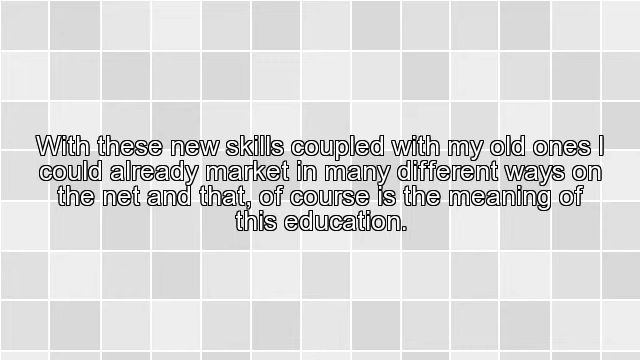 With these new skills coupled with my old ones I
could already market in many different ways on
the net and that, of course is the meaning of
this education.